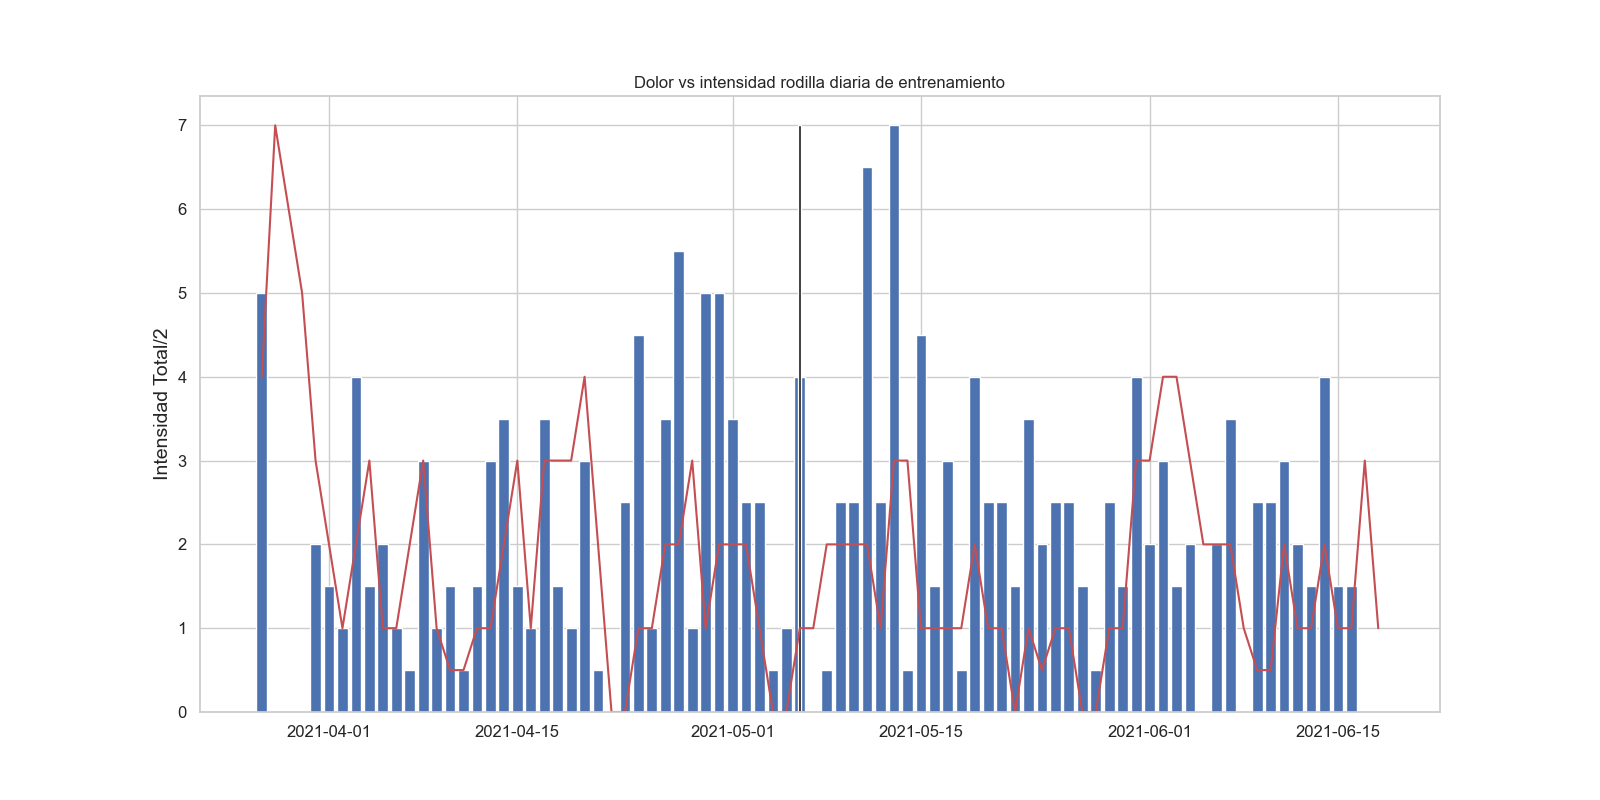 Dolor vs intensidad rodilla diaria de entrenamiento
Intensidad Total/2
7
6
5
4
3
2
1
0
2021-04-01 2021-04-15 2021-05-01 2021-05-15 2021-06-01 2021-06-15